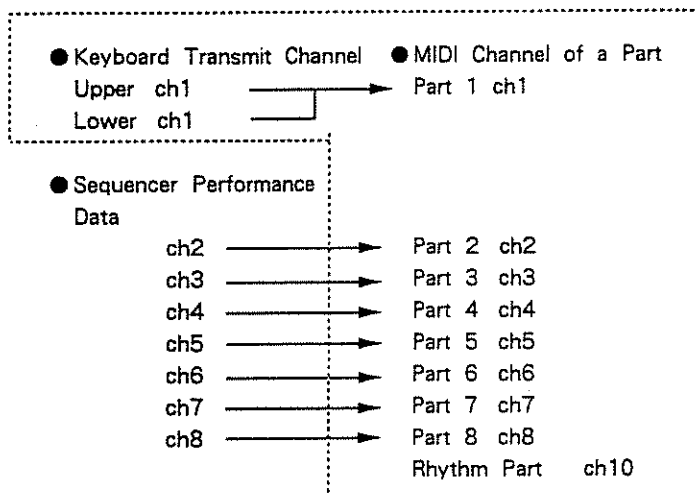 ● Keyboard Transmit Channel ● MIDI Channel of a Part
Upper ch1 Part 1 ch1
Lower ch1
● Sequencer Performance
Data
ch2 Part 2 ch2
ch3 Part 3 ch3
ch4 Part 4 ch4
ch5 Part 5 ch5
ch6 Part 6 ch6
ch7 Part 7 ch7
ch8 Part 8 ch8
Rhythm Part ch10